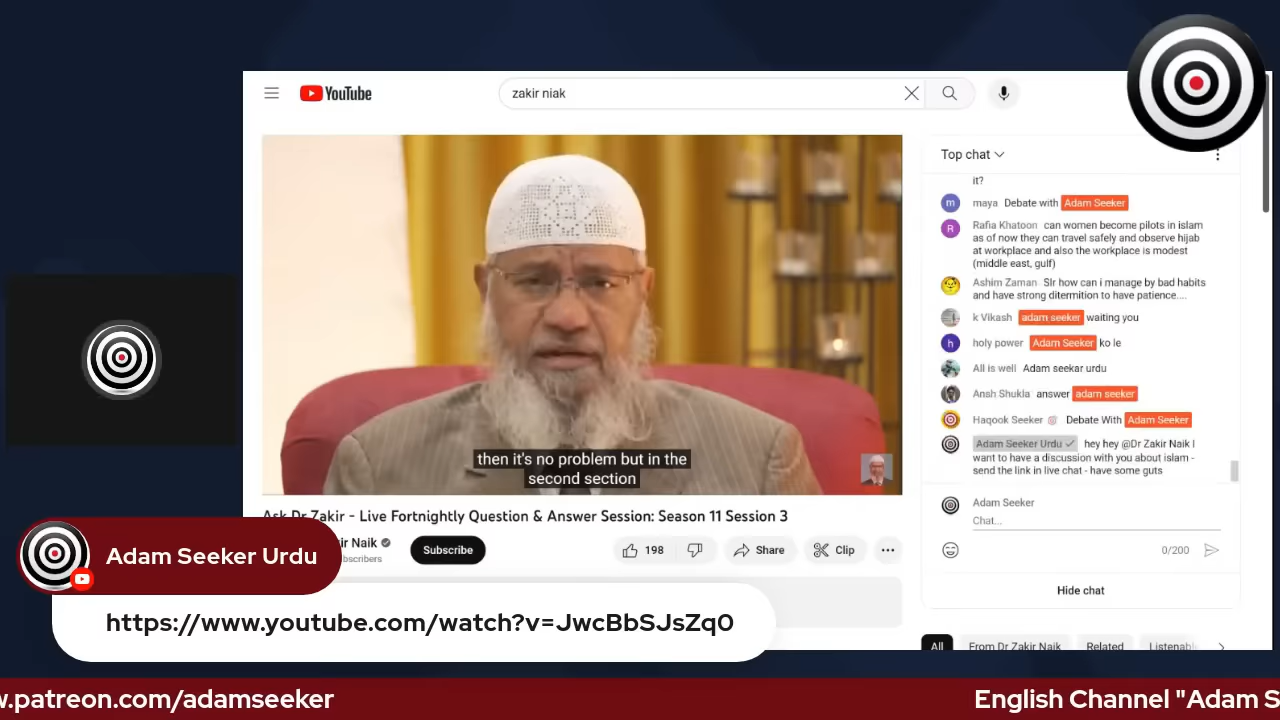 YouTube
zakir niak
Top chat
it?
m
maya Debate with Adam Seeker
R
Rafia Khatoon can women become pilots in islam
as of now they can travel safely and observe hijab
at workplace and also the workplace is modest
(middle east, gulf)
Ashim Zaman SIr how can i manage by bad habits
and have strong ditermition to have patience....
k Vikash adam seeker waiting you
h
holy power Adam Seeker ko le
All is well Adam seekar urdu
Ansh Shukla answer adam seeker
Haqook Seeker Debate With Adam Seeker
Adam Seeker Urdu hey hey @Dr Zakir Naik I
want to have a discussion with you about islam -
send the link in live chat - have some guts
Adam Seeker
Chat...
0/200
Hide chat
All From Dr Zakir Naik Related
then it's no problem but in the
second section
Ask Dr Zakir - Live Fortnightly Question & Answer Session: Season 11 Session 3
Naik
Subscribe
198
Share
Clip
Adam Seeker Urdu
https://www.youtube.com/watch?v=JwcBbSJsZq0
w.patreon.com/adamseeker
English Channel "Adam S